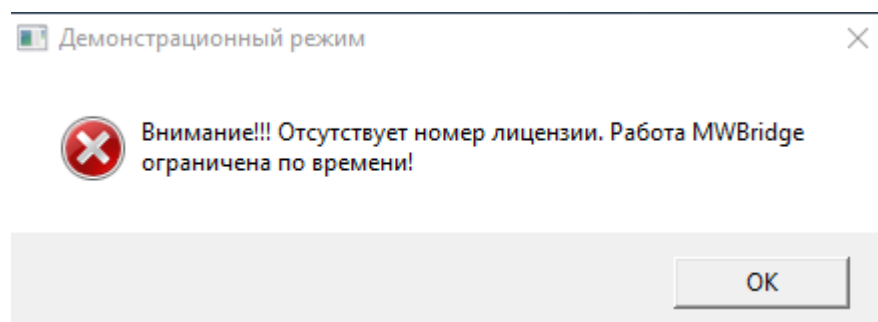 Демонстрационный режим
Внимание!!! Отсутствует номер лицензии. Работа MWBridge
ограничена по времени!
OK